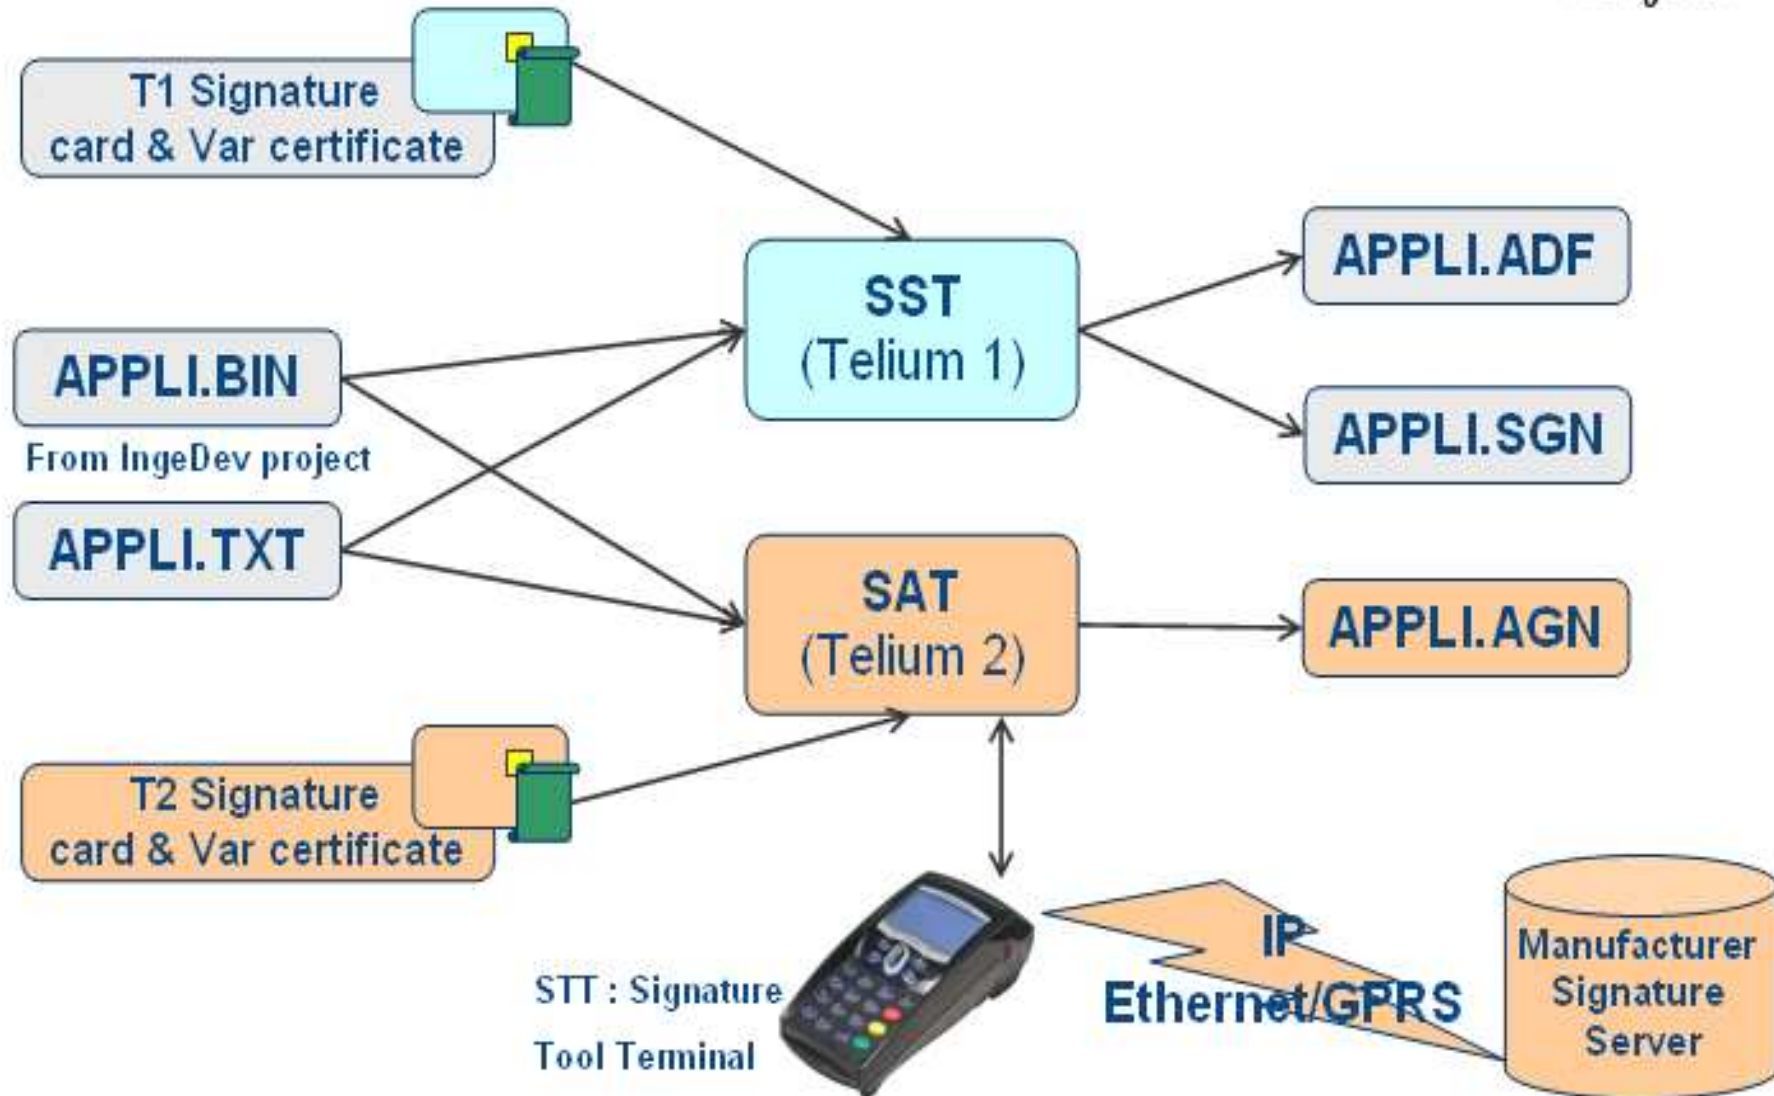 T1 Signature
card & Var certificate
SST
(Telium 1)
APPLI.ADF
APPLI.SGN
APPLI.BIN
From IngeDev project
APPLI.TXT
SAT
(Telium 2)
APPLI.AGN
T2 Signature
card & Var certificate
STT : Signature
Tool Terminal
IP
Ethernet/GPRS
Manufacturer
Signature
Server